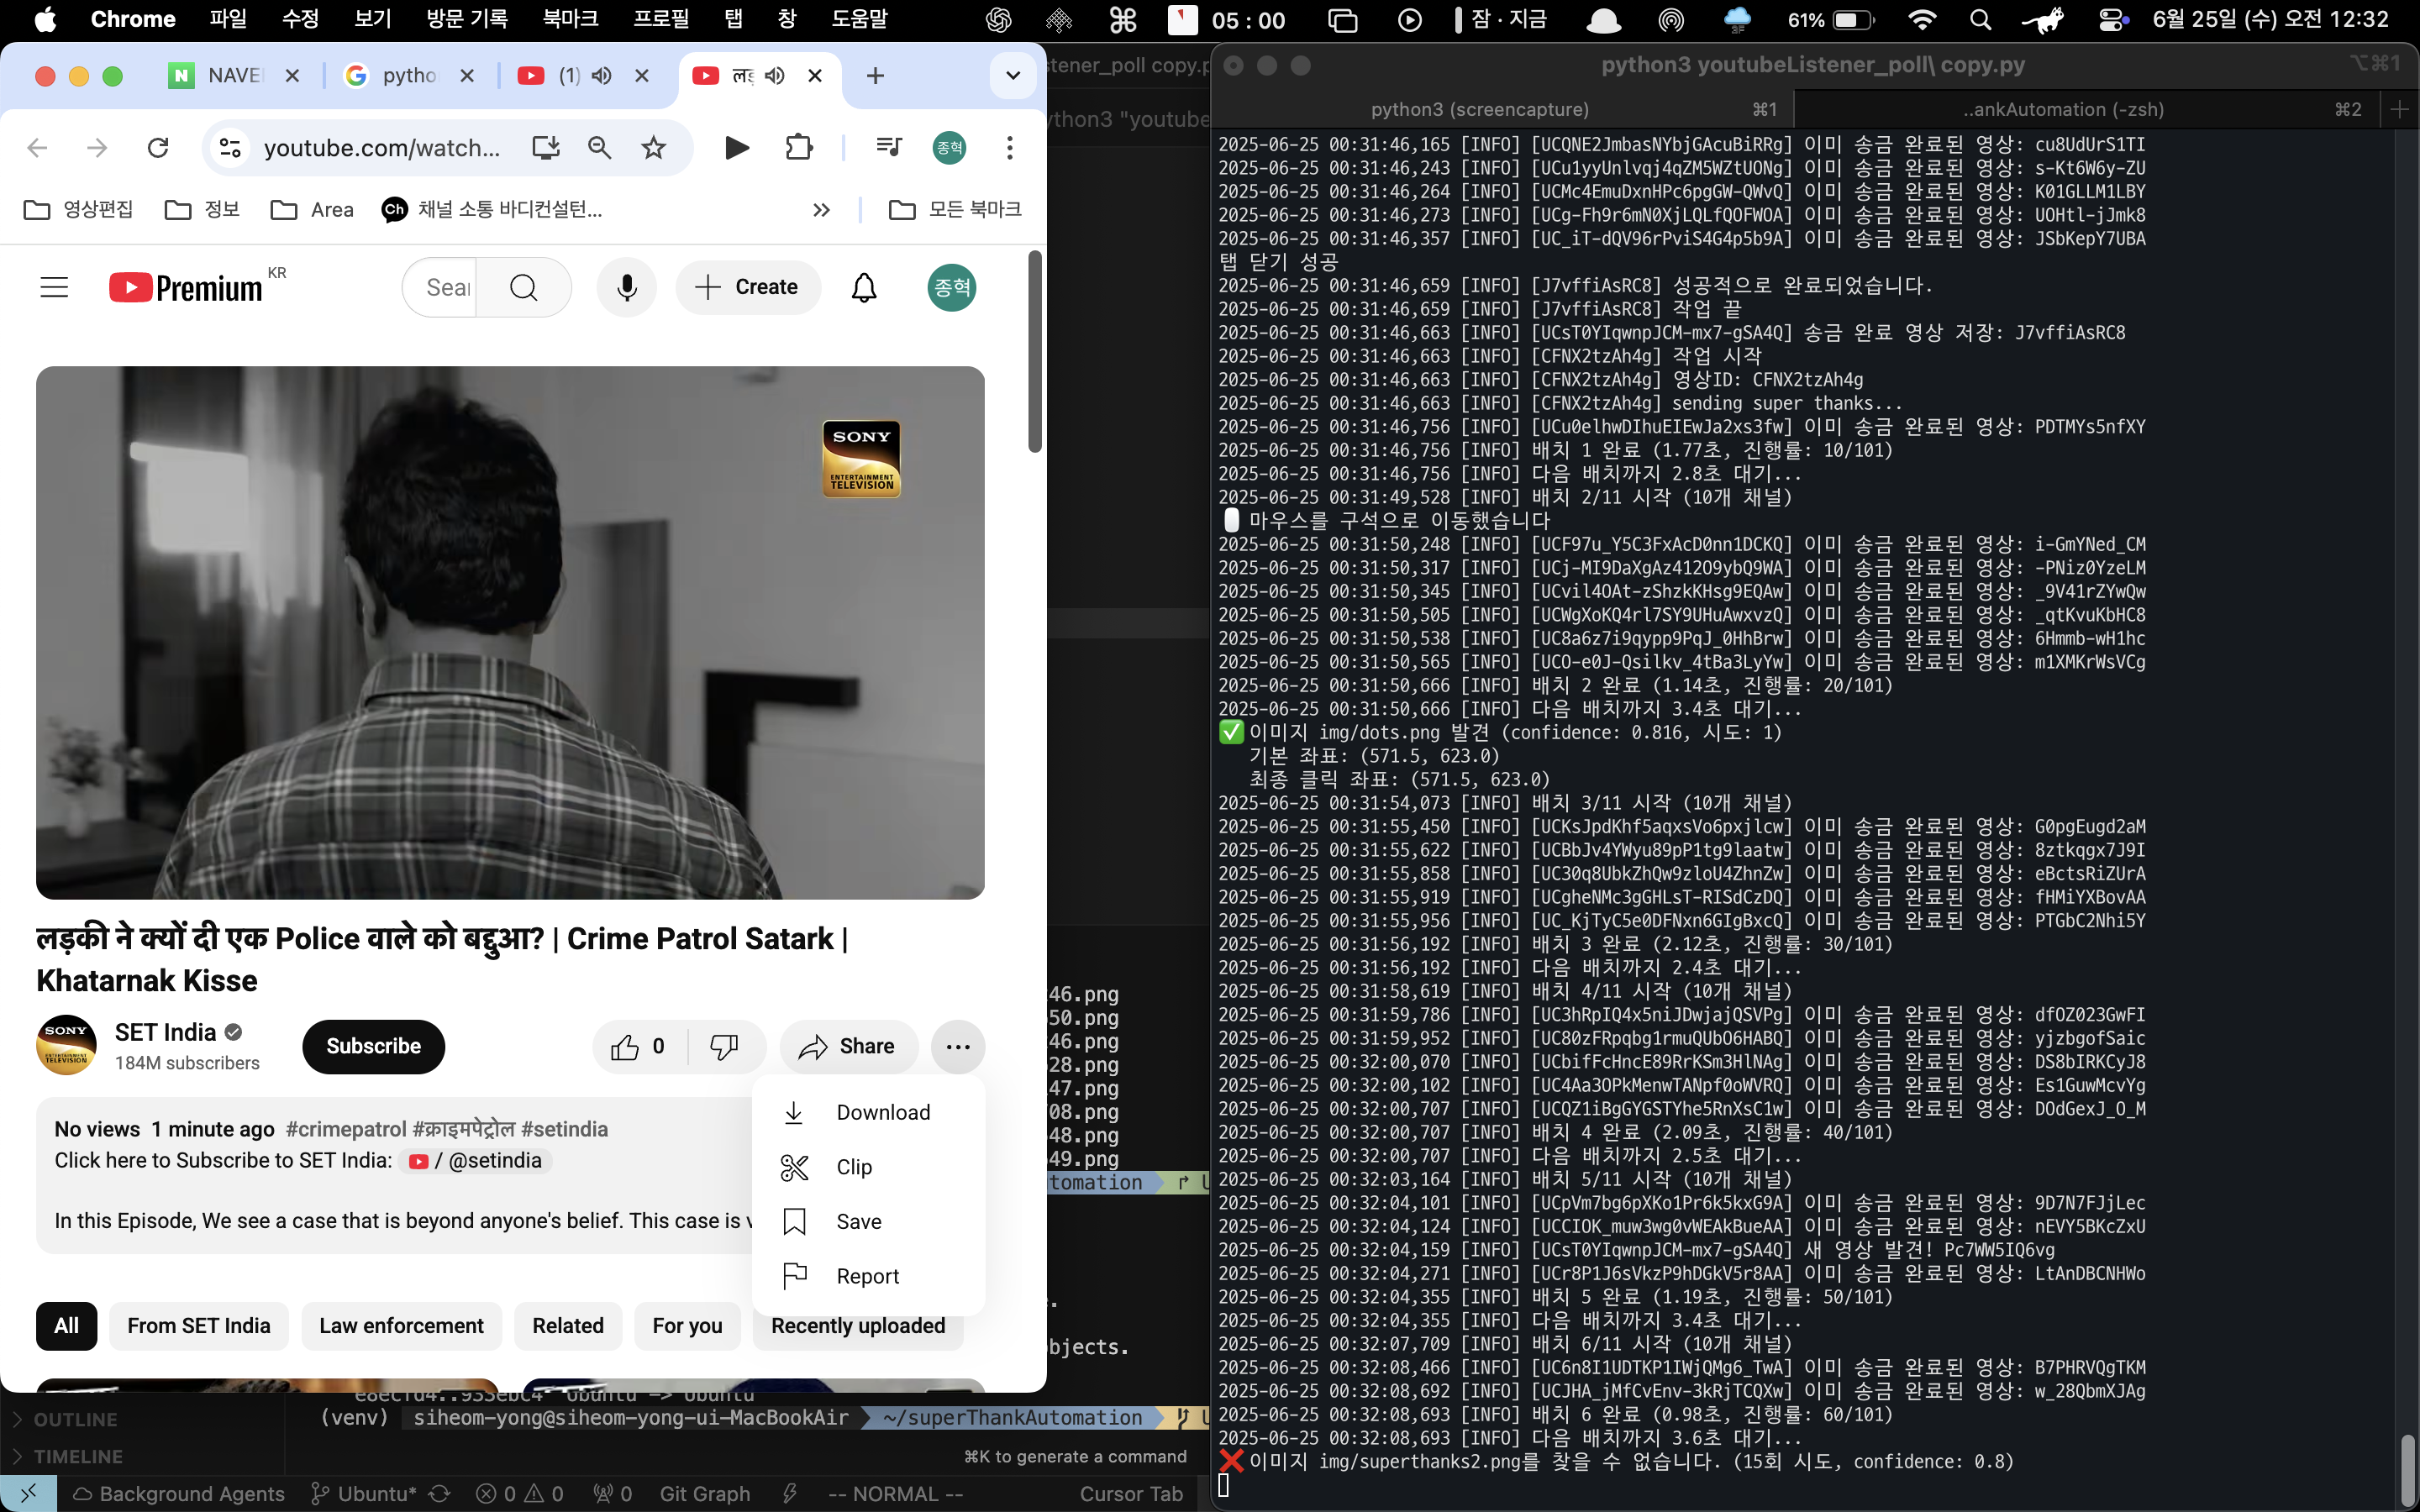 Chrome 파일 수정 보기 방문 기록 북마크 프로필 탭 창 도움말 05 : 00 잠 · 지금 3F 61% 6월 25일 (수) 오전 12:32
NAVE pytho (1) लड़
youtube.com/watch... 종혁
영상편집 정보 Area Ch 채널 소통 바디컨설턴... 모든 북마크
Premium KR Sear Create 종혁
SONY
ENTERTAINMENT
TELEVISION
लड़की ने क्यों दी एक Police वाले को बद्दुआ? | Crime Patrol Satark |
Khatarnak Kisse
SONY
ENTERTAINMENT
TELEVISION
SET India
184M subscribers
Subscribe
0
Share
Download
Clip
Save
Report
No views 1 minute ago #crimepatrol #क्राइमपेट्रोल #setindia
Click here to Subscribe to SET India: / @setindia
In this Episode, We see a case that is beyond anyone's belief. This case is v
All From SET India Law enforcement Related For you Recently uploaded
stener_poll copy.p
ython3 "youtube
46.png
50.png
46.png
28.png
47.png
08.png
48.png
49.png
tomation
bjects.
e8ecfd4..935ebc4 Ubuntu -> Ubuntu
(venv) siheom-yong@siheom-yong-ui-MacBookAir ~/superThankAutomation
OUTLINE
TIMELINE
⌘K to generate a command
Background Agents Ubuntu* 0 0 0 Git Graph -- NORMAL -- Cursor Tab
python3 youtubeListener_poll\ copy.py ⌥⌘1
python3 (screencapture) ⌘1 ..ankAutomation (-zsh) ⌘2
2025-06-25 00:31:46,165 [INFO] [UCQNE2JmbasNYbjGAcuBiRRg] 이미 송금 완료된 영상: cu8UdUrS1TI
2025-06-25 00:31:46,243 [INFO] [UCu1yyUnlvqj4qZM5WZtUONg] 이미 송금 완료된 영상: s-Kt6W6y-ZU
2025-06-25 00:31:46,264 [INFO] [UCMc4EmuDxnHPc6pgGW-QWvQ] 이미 송금 완료된 영상: K01GLLM1LBY
2025-06-25 00:31:46,273 [INFO] [UCg-Fh9r6mN0XjLQLfQOFWOA] 이미 송금 완료된 영상: UOHtl-jJmk8
2025-06-25 00:31:46,357 [INFO] [UC_iT-dQV96rPviS4G4p5b9A] 이미 송금 완료된 영상: JSbKepY7UBA
탭 닫기 성공
2025-06-25 00:31:46,659 [INFO] [J7vffiAsRC8] 성공적으로 완료되었습니다.
2025-06-25 00:31:46,659 [INFO] [J7vffiAsRC8] 작업 끝
2025-06-25 00:31:46,663 [INFO] [UCsT0YIqwnpJCM-mx7-gSA4Q] 송금 완료 영상 저장: J7vffiAsRC8
2025-06-25 00:31:46,663 [INFO] [CFNX2tzAh4g] 작업 시작
2025-06-25 00:31:46,663 [INFO] [CFNX2tzAh4g] 영상ID: CFNX2tzAh4g
2025-06-25 00:31:46,663 [INFO] [CFNX2tzAh4g] sending super thanks...
2025-06-25 00:31:46,756 [INFO] [UCu0elhwDIhuEIEwJa2xs3fw] 이미 송금 완료된 영상: PDTMYs5nfXY
2025-06-25 00:31:46,756 [INFO] 배치 1 완료 (1.77초, 진행률: 10/101)
2025-06-25 00:31:46,756 [INFO] 다음 배치까지 2.8초 대기...
2025-06-25 00:31:49,528 [INFO] 배치 2/11 시작 (10개 채널)
마우스를 구석으로 이동했습니다
2025-06-25 00:31:50,248 [INFO] [UCF97u_Y5C3FxAcD0nn1DCKQ] 이미 송금 완료된 영상: i-GmYNed_CM
2025-06-25 00:31:50,317 [INFO] [UCj-MI9DaXgAz412O9ybQ9WA] 이미 송금 완료된 영상: -PNiz0YzeLM
2025-06-25 00:31:50,345 [INFO] [UCvil4OAt-zShzkKHsg9EQAw] 이미 송금 완료된 영상: _9V41rZYwQw
2025-06-25 00:31:50,505 [INFO] [UCWgXoKQ4rl7SY9UHuAwxvzQ] 이미 송금 완료된 영상: _qtKvuKbHC8
2025-06-25 00:31:50,538 [INFO] [UC8a6z7i9qypp9PqJ_0HhBrw] 이미 송금 완료된 영상: 6Hmmb-wH1hc
2025-06-25 00:31:50,565 [INFO] [UCO-e0J-Qsilkv_4tBa3LyYw] 이미 송금 완료된 영상: m1XMKrWsVCg
2025-06-25 00:31:50,666 [INFO] 배치 2 완료 (1.14초, 진행률: 20/101)
2025-06-25 00:31:50,666 [INFO] 다음 배치까지 3.4초 대기...
✅ 이미지 img/dots.png 발견 (confidence: 0.816, 시도: 1)
기본 좌표: (571.5, 623.0)
최종 클릭 좌표: (571.5, 623.0)
2025-06-25 00:31:54,073 [INFO] 배치 3/11 시작 (10개 채널)
2025-06-25 00:31:55,450 [INFO] [UCKsJpdKhf5aqxsVo6pxjlcw] 이미 송금 완료된 영상: G0pgEugd2aM
2025-06-25 00:31:55,622 [INFO] [UCBbJv4YWyu89pP1tg9laatw] 이미 송금 완료된 영상: 8ztkqgx7J9I
2025-06-25 00:31:55,858 [INFO] [UC30q8UbkZhQw9zloU4ZhnZw] 이미 송금 완료된 영상: eBctsRiZUrA
2025-06-25 00:31:55,919 [INFO] [UCgheNMc3gGHLsT-RISdCzDQ] 이미 송금 완료된 영상: fHMiYXBovAA
2025-06-25 00:31:55,956 [INFO] [UC_KjTyC5e0DFNxn6GIgBxcQ] 이미 송금 완료된 영상: PTGbC2Nhi5Y
2025-06-25 00:31:56,192 [INFO] 배치 3 완료 (2.12초, 진행률: 30/101)
2025-06-25 00:31:56,192 [INFO] 다음 배치까지 2.4초 대기...
2025-06-25 00:31:58,619 [INFO] 배치 4/11 시작 (10개 채널)
2025-06-25 00:31:59,786 [INFO] [UC3hRpIQ4x5niJDwjajQSVPg] 이미 송금 완료된 영상: dfOZ023GwFI
2025-06-25 00:31:59,952 [INFO] [UC80zFRpqbg1rmuQUbO6HABQ] 이미 송금 완료된 영상: yjzbgofSaic
2025-06-25 00:32:00,070 [INFO] [UCbifFcHncE89RrKSm3HlNAg] 이미 송금 완료된 영상: DS8bIRKCyJ8
2025-06-25 00:32:00,102 [INFO] [UC4Aa3OPkMenwTANpf0oWVRQ] 이미 송금 완료된 영상: Es1GuwMcvYg
2025-06-25 00:32:00,707 [INFO] [UCQZ1iBgGYGSTYhe5RnXsC1w] 이미 송금 완료된 영상: DOdGexJ_O_M
2025-06-25 00:32:00,707 [INFO] 배치 4 완료 (2.09초, 진행률: 40/101)
2025-06-25 00:32:00,707 [INFO] 다음 배치까지 2.5초 대기...
2025-06-25 00:32:03,164 [INFO] 배치 5/11 시작 (10개 채널)
2025-06-25 00:32:04,101 [INFO] [UCpVm7bg6pXKo1Pr6k5kxG9A] 이미 송금 완료된 영상: 9D7N7FJjLec
2025-06-25 00:32:04,124 [INFO] [UCCIOK_muw3wg0vWEAkBueAA] 이미 송금 완료된 영상: nEVY5BKcZxU
2025-06-25 00:32:04,159 [INFO] [UCsT0YIqwnpJCM-mx7-gSA4Q] 새 영상 발견! Pc7WW5IQ6vg
2025-06-25 00:32:04,271 [INFO] [UCr8P1J6sVkzP9hDGkV5r8AA] 이미 송금 완료된 영상: LtAnDBCNHWo
2025-06-25 00:32:04,355 [INFO] 배치 5 완료 (1.19초, 진행률: 50/101)
2025-06-25 00:32:04,355 [INFO] 다음 배치까지 3.4초 대기...
2025-06-25 00:32:07,709 [INFO] 배치 6/11 시작 (10개 채널)
2025-06-25 00:32:08,466 [INFO] [UC6n8I1UDTKP1IWjQMg6_TwA] 이미 송금 완료된 영상: B7PHRVQgTKM
2025-06-25 00:32:08,692 [INFO] [UCJHA_jMfCvEnv-3kRjTCQXw] 이미 송금 완료된 영상: w_28QbmXJAg
2025-06-25 00:32:08,693 [INFO] 배치 6 완료 (0.98초, 진행률: 60/101)
2025-06-25 00:32:08,693 [INFO] 다음 배치까지 3.6초 대기...
❌ 이미지 img/superthanks2.png를 찾을 수 없습니다. (15회 시도, confidence: 0.8)